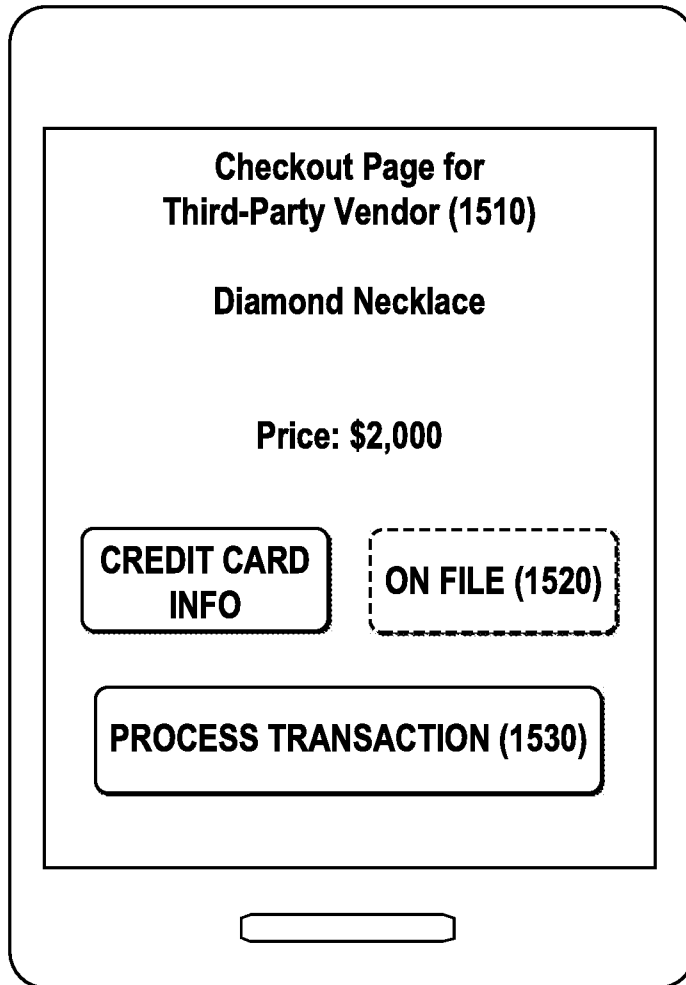 Checkout Page for
Third-Party Vendor (1510)
Diamond Necklace
Price: $2,000
CREDIT CARD
INFO
ON FILE (1520)
PROCESS TRANSACTION (1530)